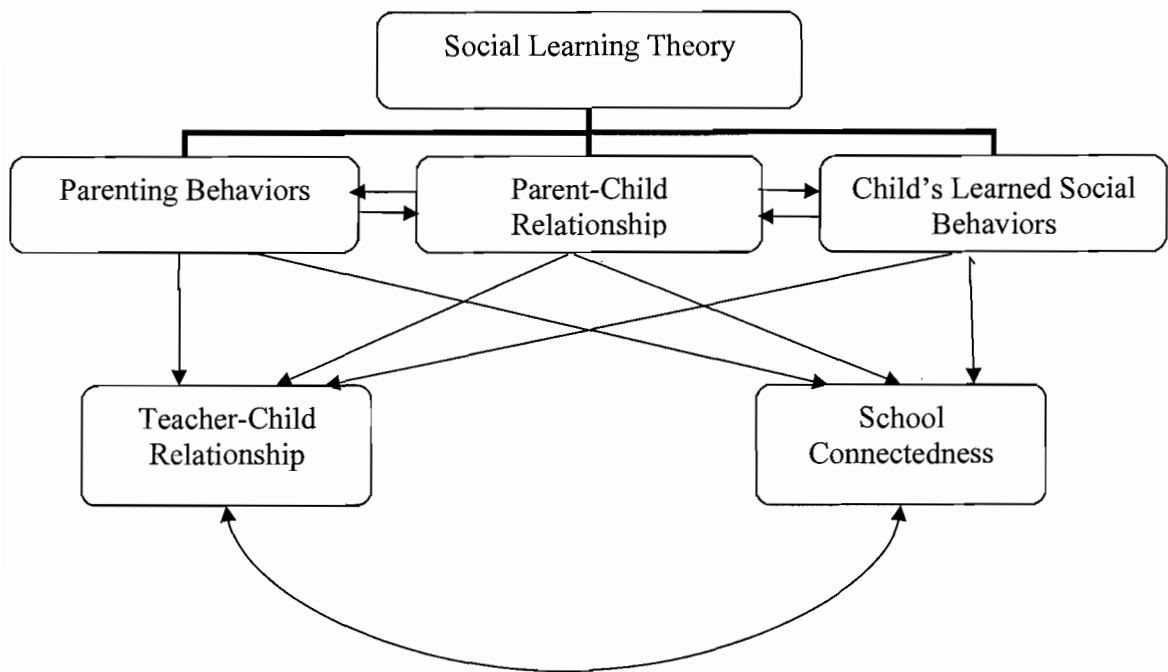 Social Learning Theory
Parenting Behaviors
Parent-Child
Relationship
Child's Learned Social
Behaviors
Teacher-Child
Relationship
School
Connectedness